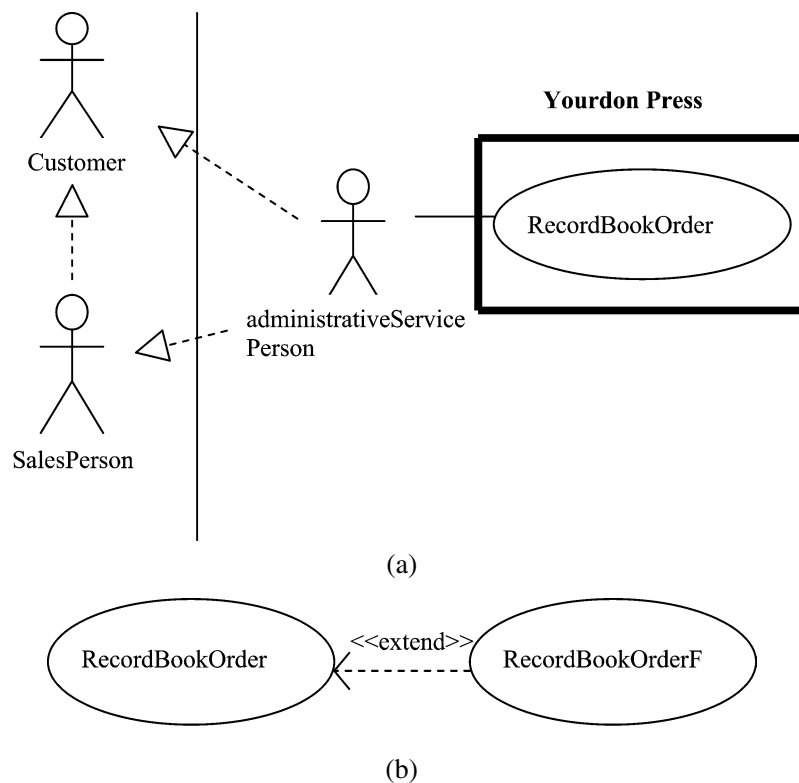 Customer
Yourdon Press
RecordBookOrder
administrativeService
Person
SalesPerson
(a)
RecordBookOrder
<<extend>>
RecordBookOrderF
(b)